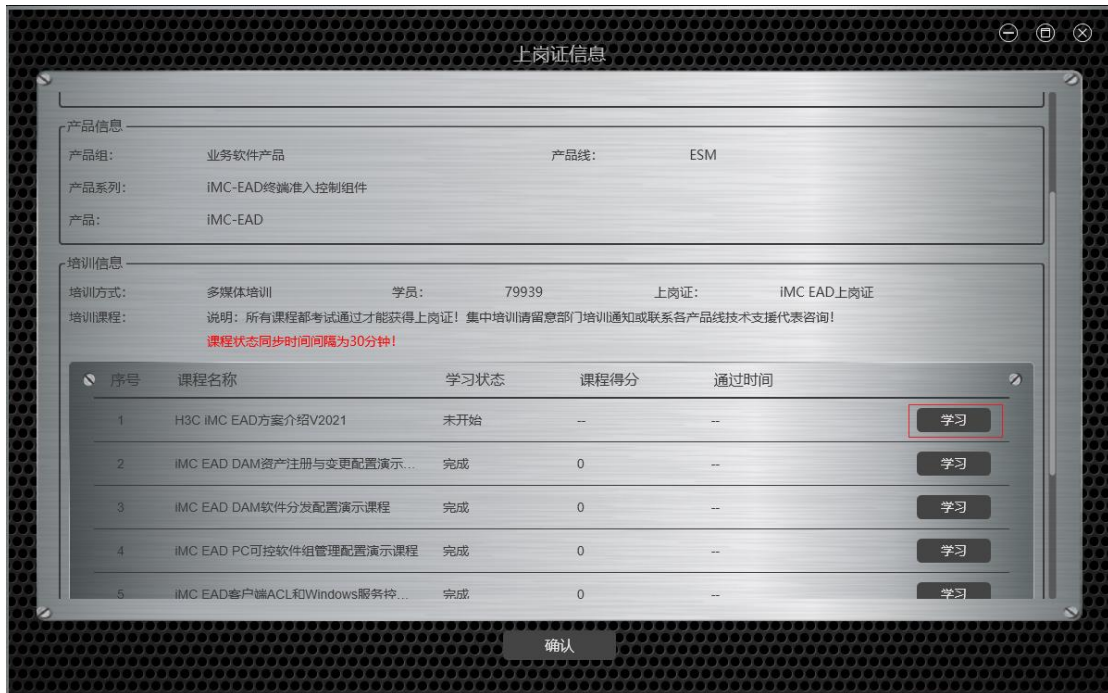 上岗证信息
产品信息
产品组: 业务软件产品 产品线: ESM
产品系列: iMC-EAD终端准入控制组件
产品: iMC-EAD
培训信息
培训方式: 多媒体培训 学员: 79939 上岗证: iMC EAD上岗证
培训课程: 说明: 所有课程都考试通过才能获得上岗证! 集中培训请留意部门培训通知或联系各产品线技术支援代表咨询!
课程状态同步时间间隔为30分钟!
序号 课程名称 学习状态 课程得分 通过时间
1 H3C iMC EAD方案介绍V2021 未开始 -- -- 学习
2 iMC EAD DAM资产注册与变更配置演示... 完成 0 -- 学习
3 iMC EAD DAM软件分发配置演示课程 完成 0 -- 学习
4 iMC EAD PC可控软件组管理配置演示课程 完成 0 -- 学习
5 iMC EAD客户端ACL和Windows服务控... 完成 0 -- 学习
确认